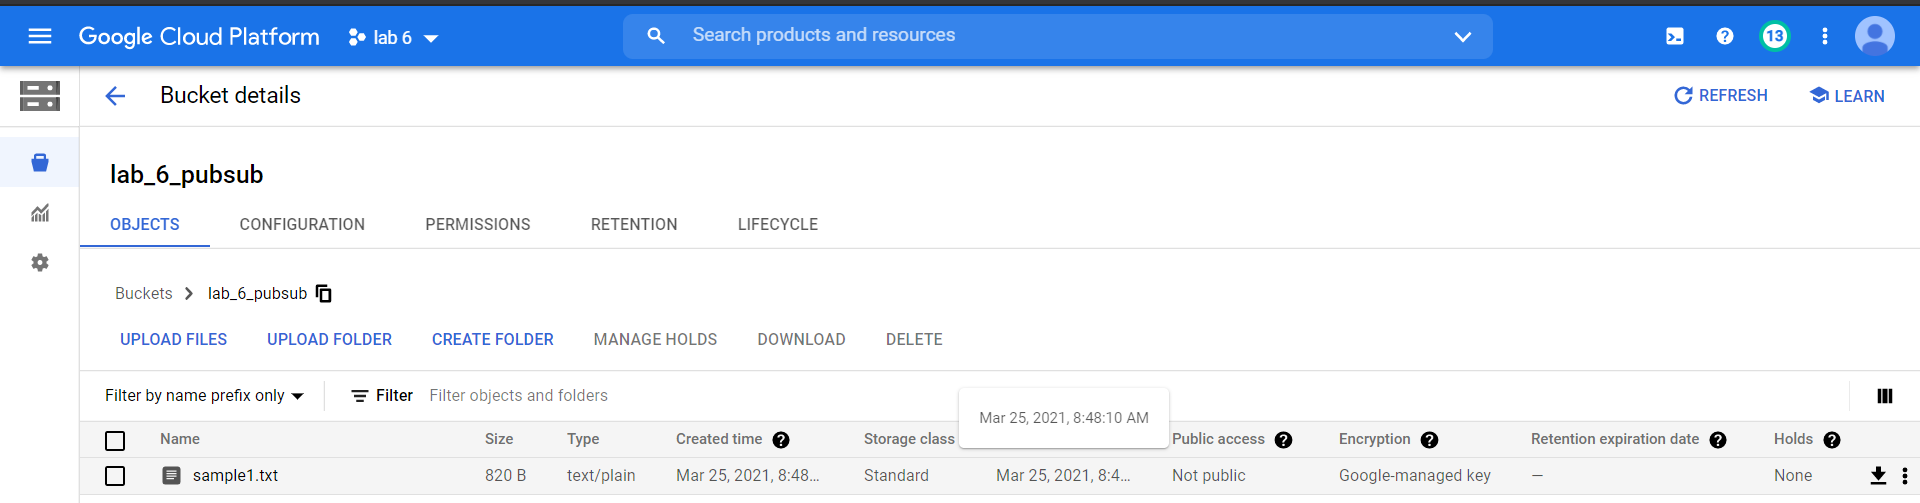 Google Cloud Platform lab 6 Search products and resources 13
Bucket details REFRESH LEARN
lab_6_pubsub
OBJECTS CONFIGURATION PERMISSIONS RETENTION LIFECYCLE
Buckets lab_6_pubsub
UPLOAD FILES UPLOAD FOLDER CREATE FOLDER MANAGE HOLDS DOWNLOAD DELETE
Filter by name prefix only Filter Filter objects and folders
Mar 25, 2021, 8:48:10 AM
Name Size Type Created time Storage class Public access Encryption Retention expiration date Holds
sample1.txt 820 B text/plain Mar 25, 2021, 8:48... Standard Mar 25, 2021, 8:4... Not public Google-managed key — None